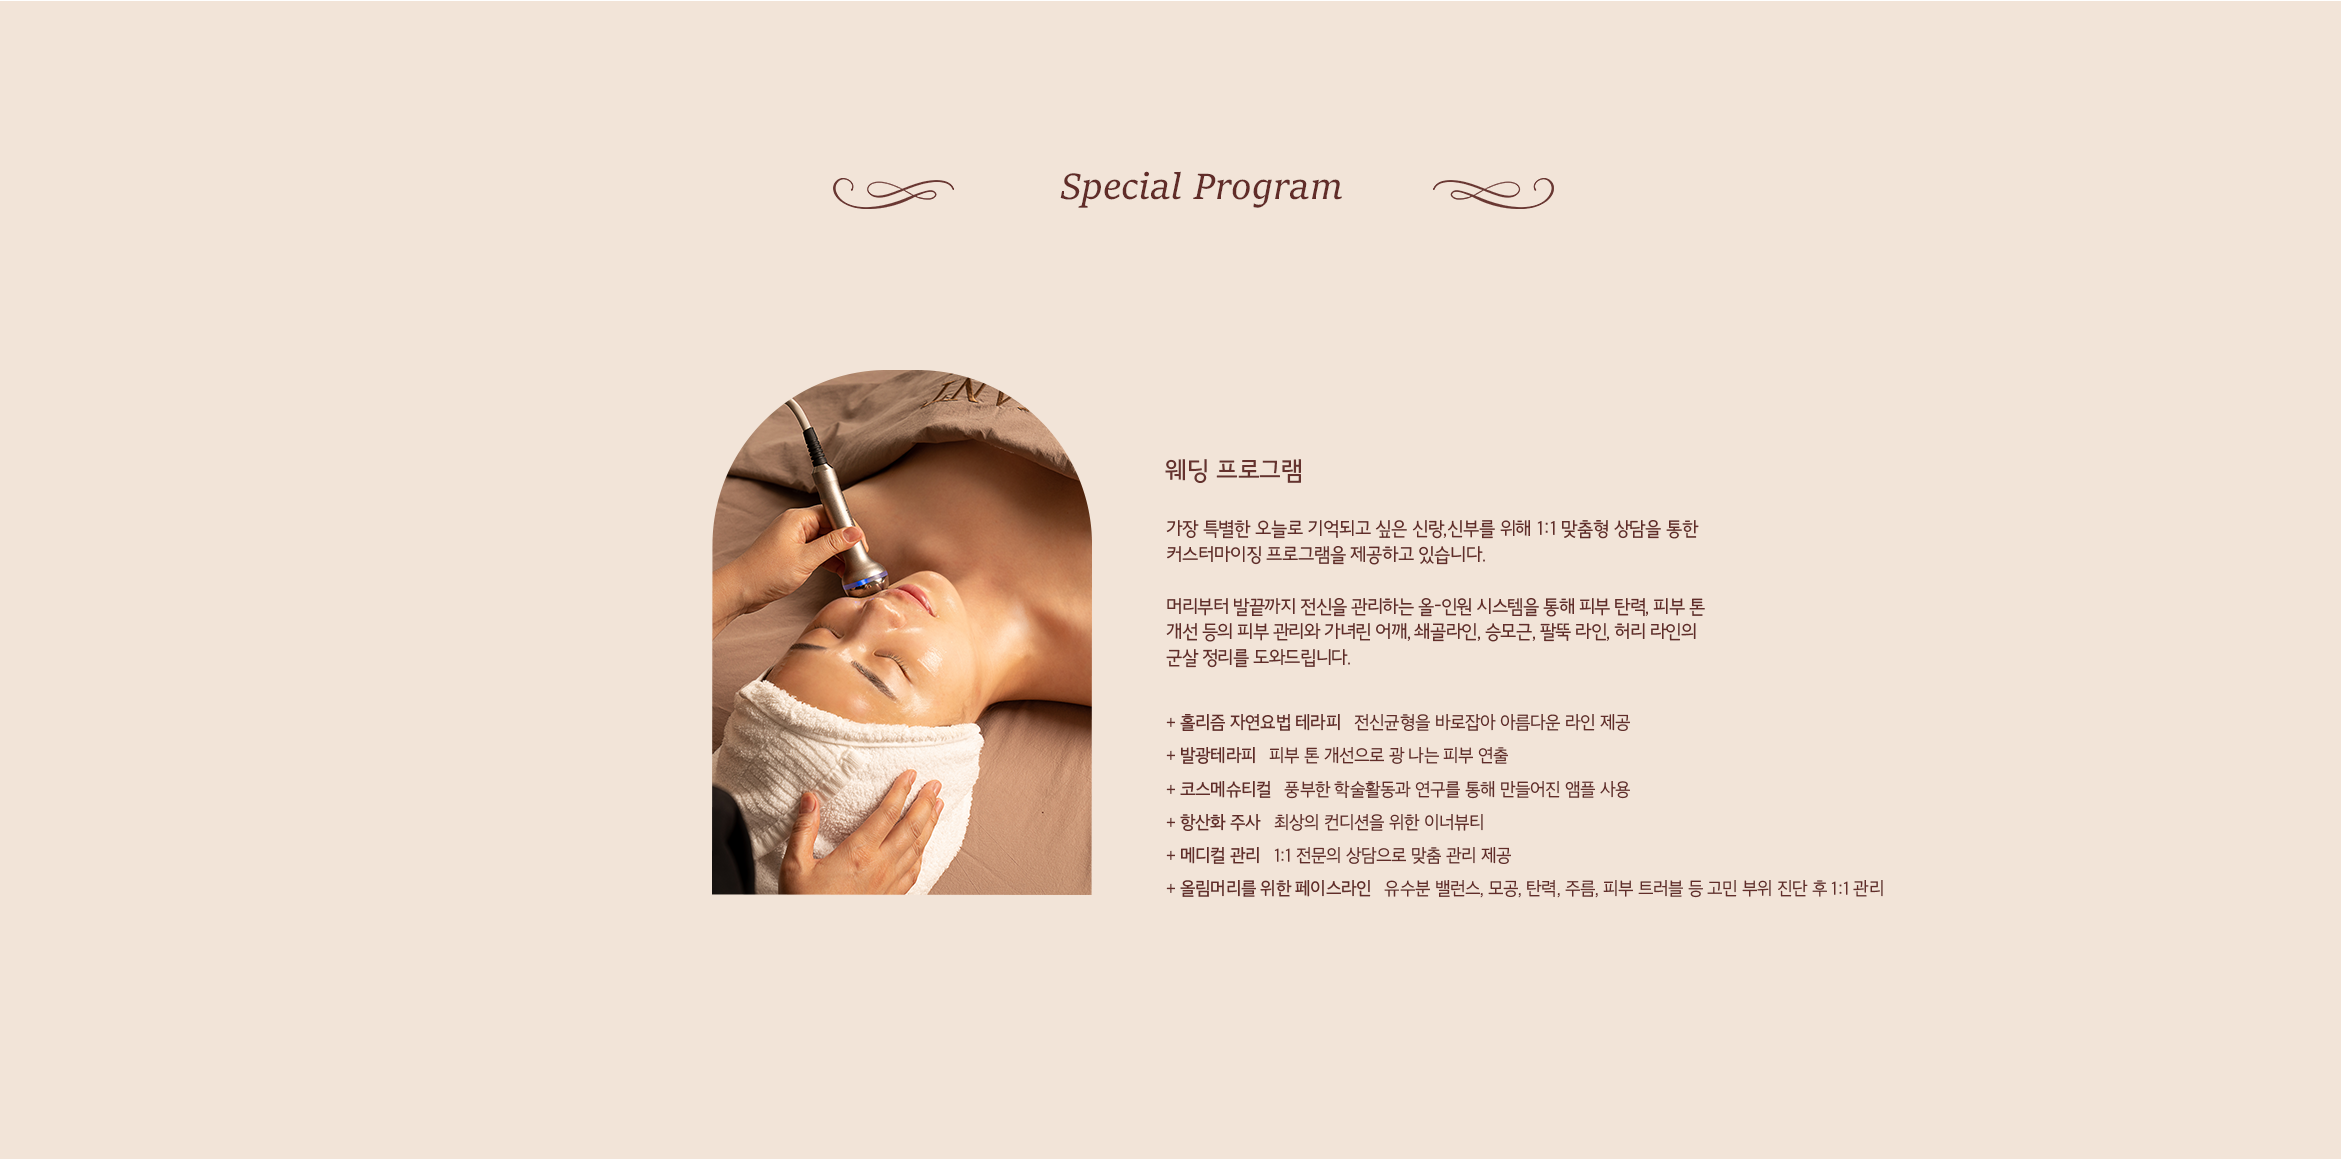 Special Program
웨딩 프로그램
가장 특별한 오늘로 기억되고 싶은 신랑,신부를 위해 1:1 맞춤형 상담을 통한
커스터마이징 프로그램을 제공하고 있습니다.
머리부터 발끝까지 전신을 관리하는 올-인원 시스템을 통해 피부 탄력, 피부 톤
개선 등의 피부 관리와 가녀린 어깨, 쇄골라인, 승모근, 팔뚝 라인, 허리 라인의
군살 정리를 도와드립니다.
+ 홀리즘 자연요법 테라피 전신균형을 바로잡아 아름다운 라인 제공
+ 발광테라피 피부 톤 개선으로 광 나는 피부 연출
+ 코스메슈티컬 풍부한 학술활동과 연구를 통해 만들어진 앰플 사용
+ 항산화 주사 최상의 컨디션을 위한 이너뷰티
+ 메디컬 관리 1:1 전문의 상담으로 맞춤 관리 제공
+ 올림머리를 위한 페이스라인 유수분 밸런스, 모공, 탄력, 주름, 피부 트러블 등 고민 부위 진단 후 1:1 관리